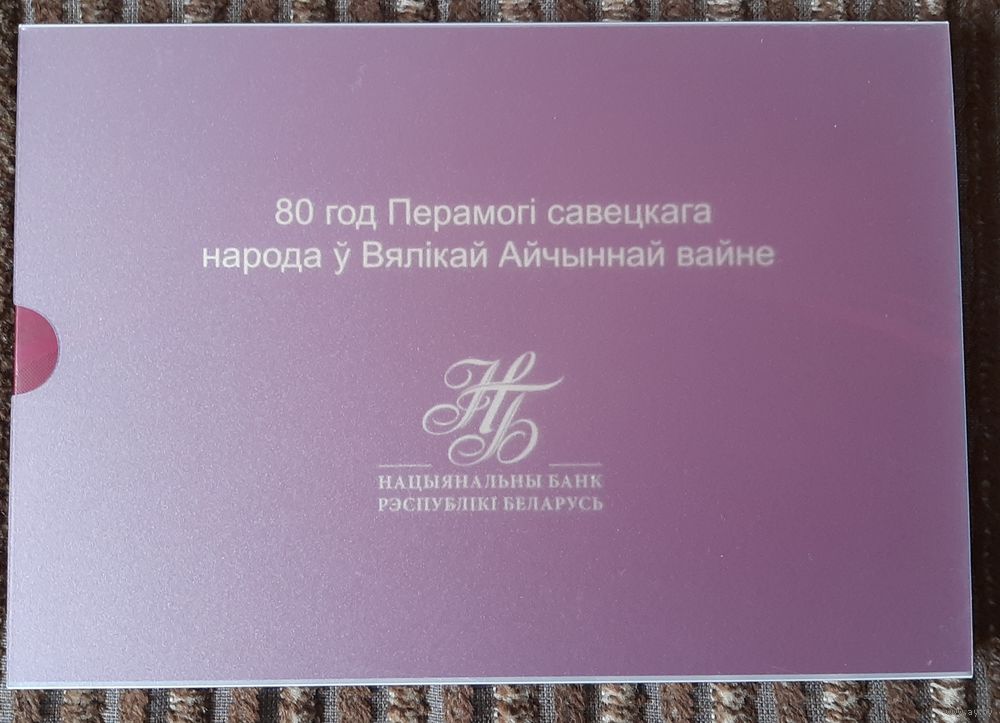 80 год Перамогі савецкага
народа ў Вялікай Айчыннай вайне
НБ
НАЦЫЯНАЛЬНЫ БАНК
РЭСПУБЛІКІ БЕЛАРУСЬ